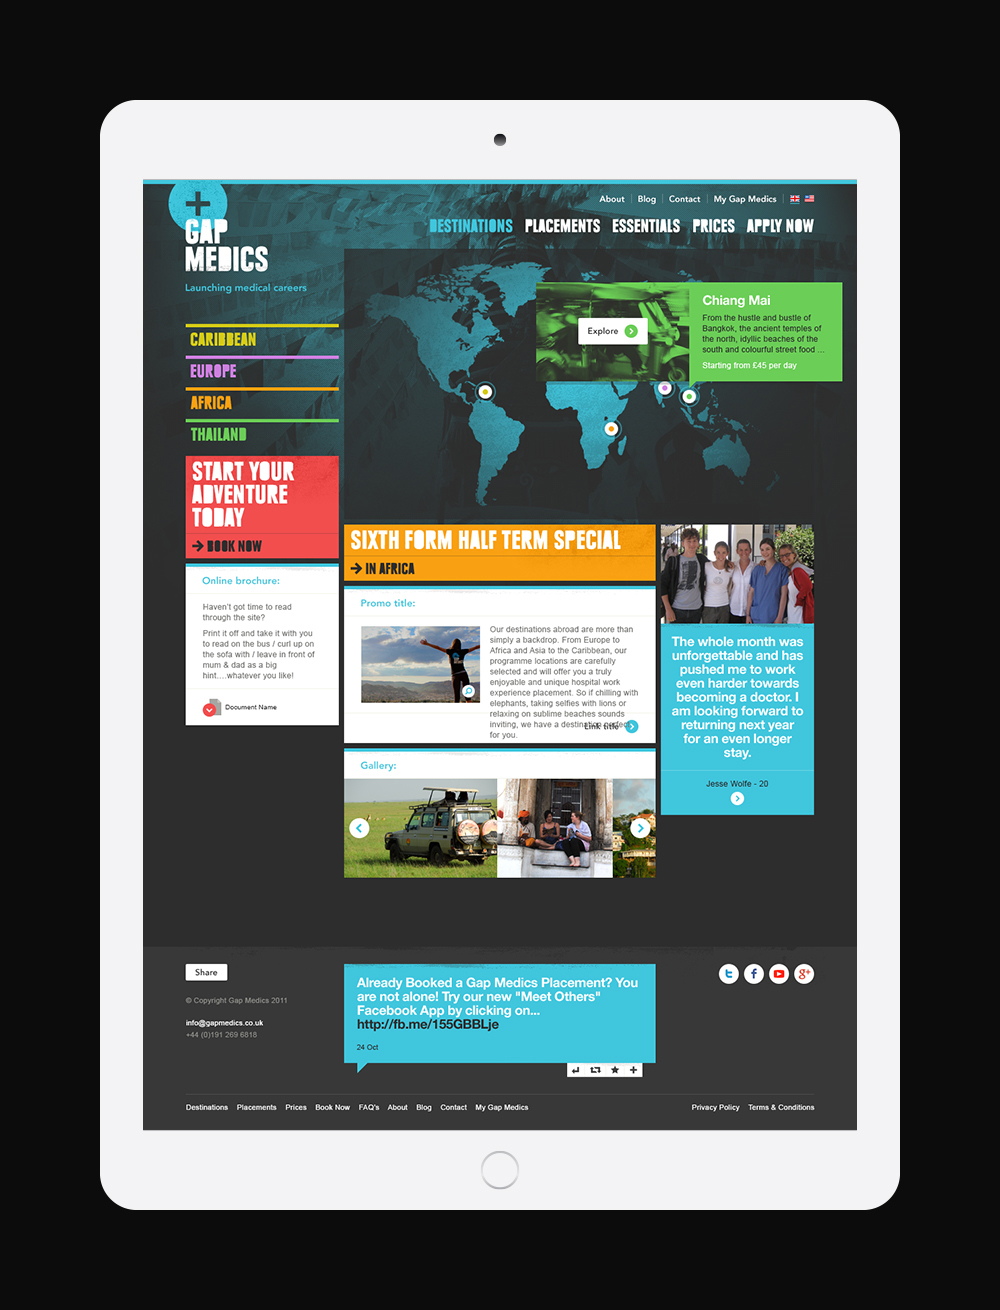 About
Blog
Contact
My Gap Medics
GAP
MEDICS
Launching medical careers
DESTINATIONS
PLACEMENTS
ESSENTIALS
PRICES
APPLY NOW
CARIBBEAN
EUROPE
AFRICA
THAILAND
Explore
Chiang Mai
From the hustle and bustle of
Bangkok, the ancient temples of
the north, idyllic beaches of the
south and colourful street food ...
Starting from £45 per day
START YOUR
ADVENTURE
TODAY
BOOK NOW
Online brochure:
Haven't got time to read
through the site?
Print it off and take it with you
to read on the bus / curl up on
the sofa with / leave in front of
mum & dad as a big
hint....whatever you like!
Document Name
SIXTH FORM HALF TERM SPECIAL
IN AFRICA
Promo title:
Our destinations abroad are more than
simply a backdrop. From Europe to
Africa and Asia to the Caribbean, our
programme locations are carefully
selected and will offer you a truly
enjoyable and unique hospital work
experience placement. So if chilling with
elephants, taking selfies with lions or
relaxing on sublime beaches sounds
inviting, we have a destination perfect
for you.
Link title
Gallery:
The whole month was
unforgettable and has
pushed me to work
even harder towards
becoming a doctor. I
am looking forward to
returning next year
for an even longer
stay.
Jesse Wolfe - 20
Share
© Copyright Gap Medics 2011
info@gapmedics.co.uk
+44 (0)191 269 6818
Already Booked a Gap Medics Placement? You
are not alone! Try our new "Meet Others"
Facebook App by clicking on...
http://fb.me/155GBBLje
24 Oct
Destinations
Placements
Prices
Book Now
FAQ's
About
Blog
Contact
My Gap Medics
Privacy Policy
Terms & Conditions